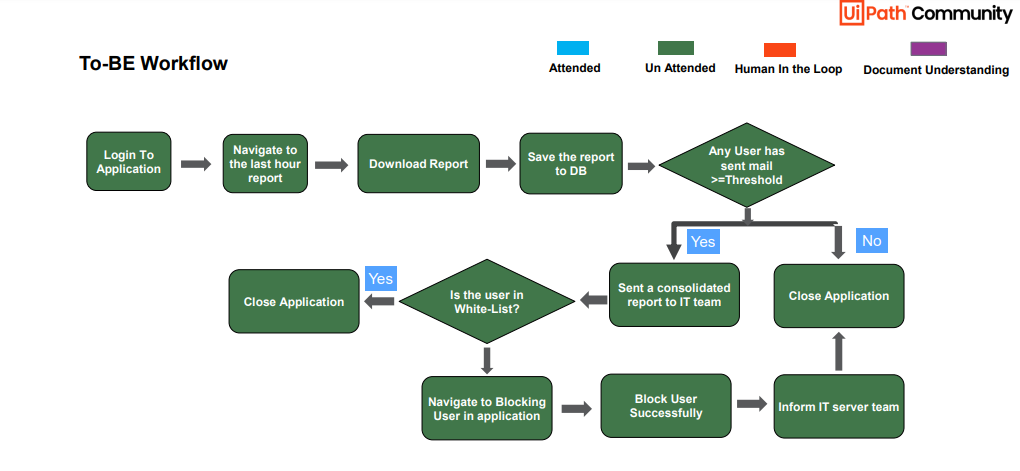 UiPath Community
To-BE Workflow
Attended
Un Attended
Human In the Loop
Document Understanding
Login To
Application
Navigate to
the last hour
report
Download Report
Save the report
to DB
Any User has
sent mail
>=Threshold
Yes
No
Close Application
Yes
Is the user in
White-List?
Sent a consolidated
report to IT team
Close Application
Navigate to Blocking
User in application
Block User
Successfully
Inform IT server team